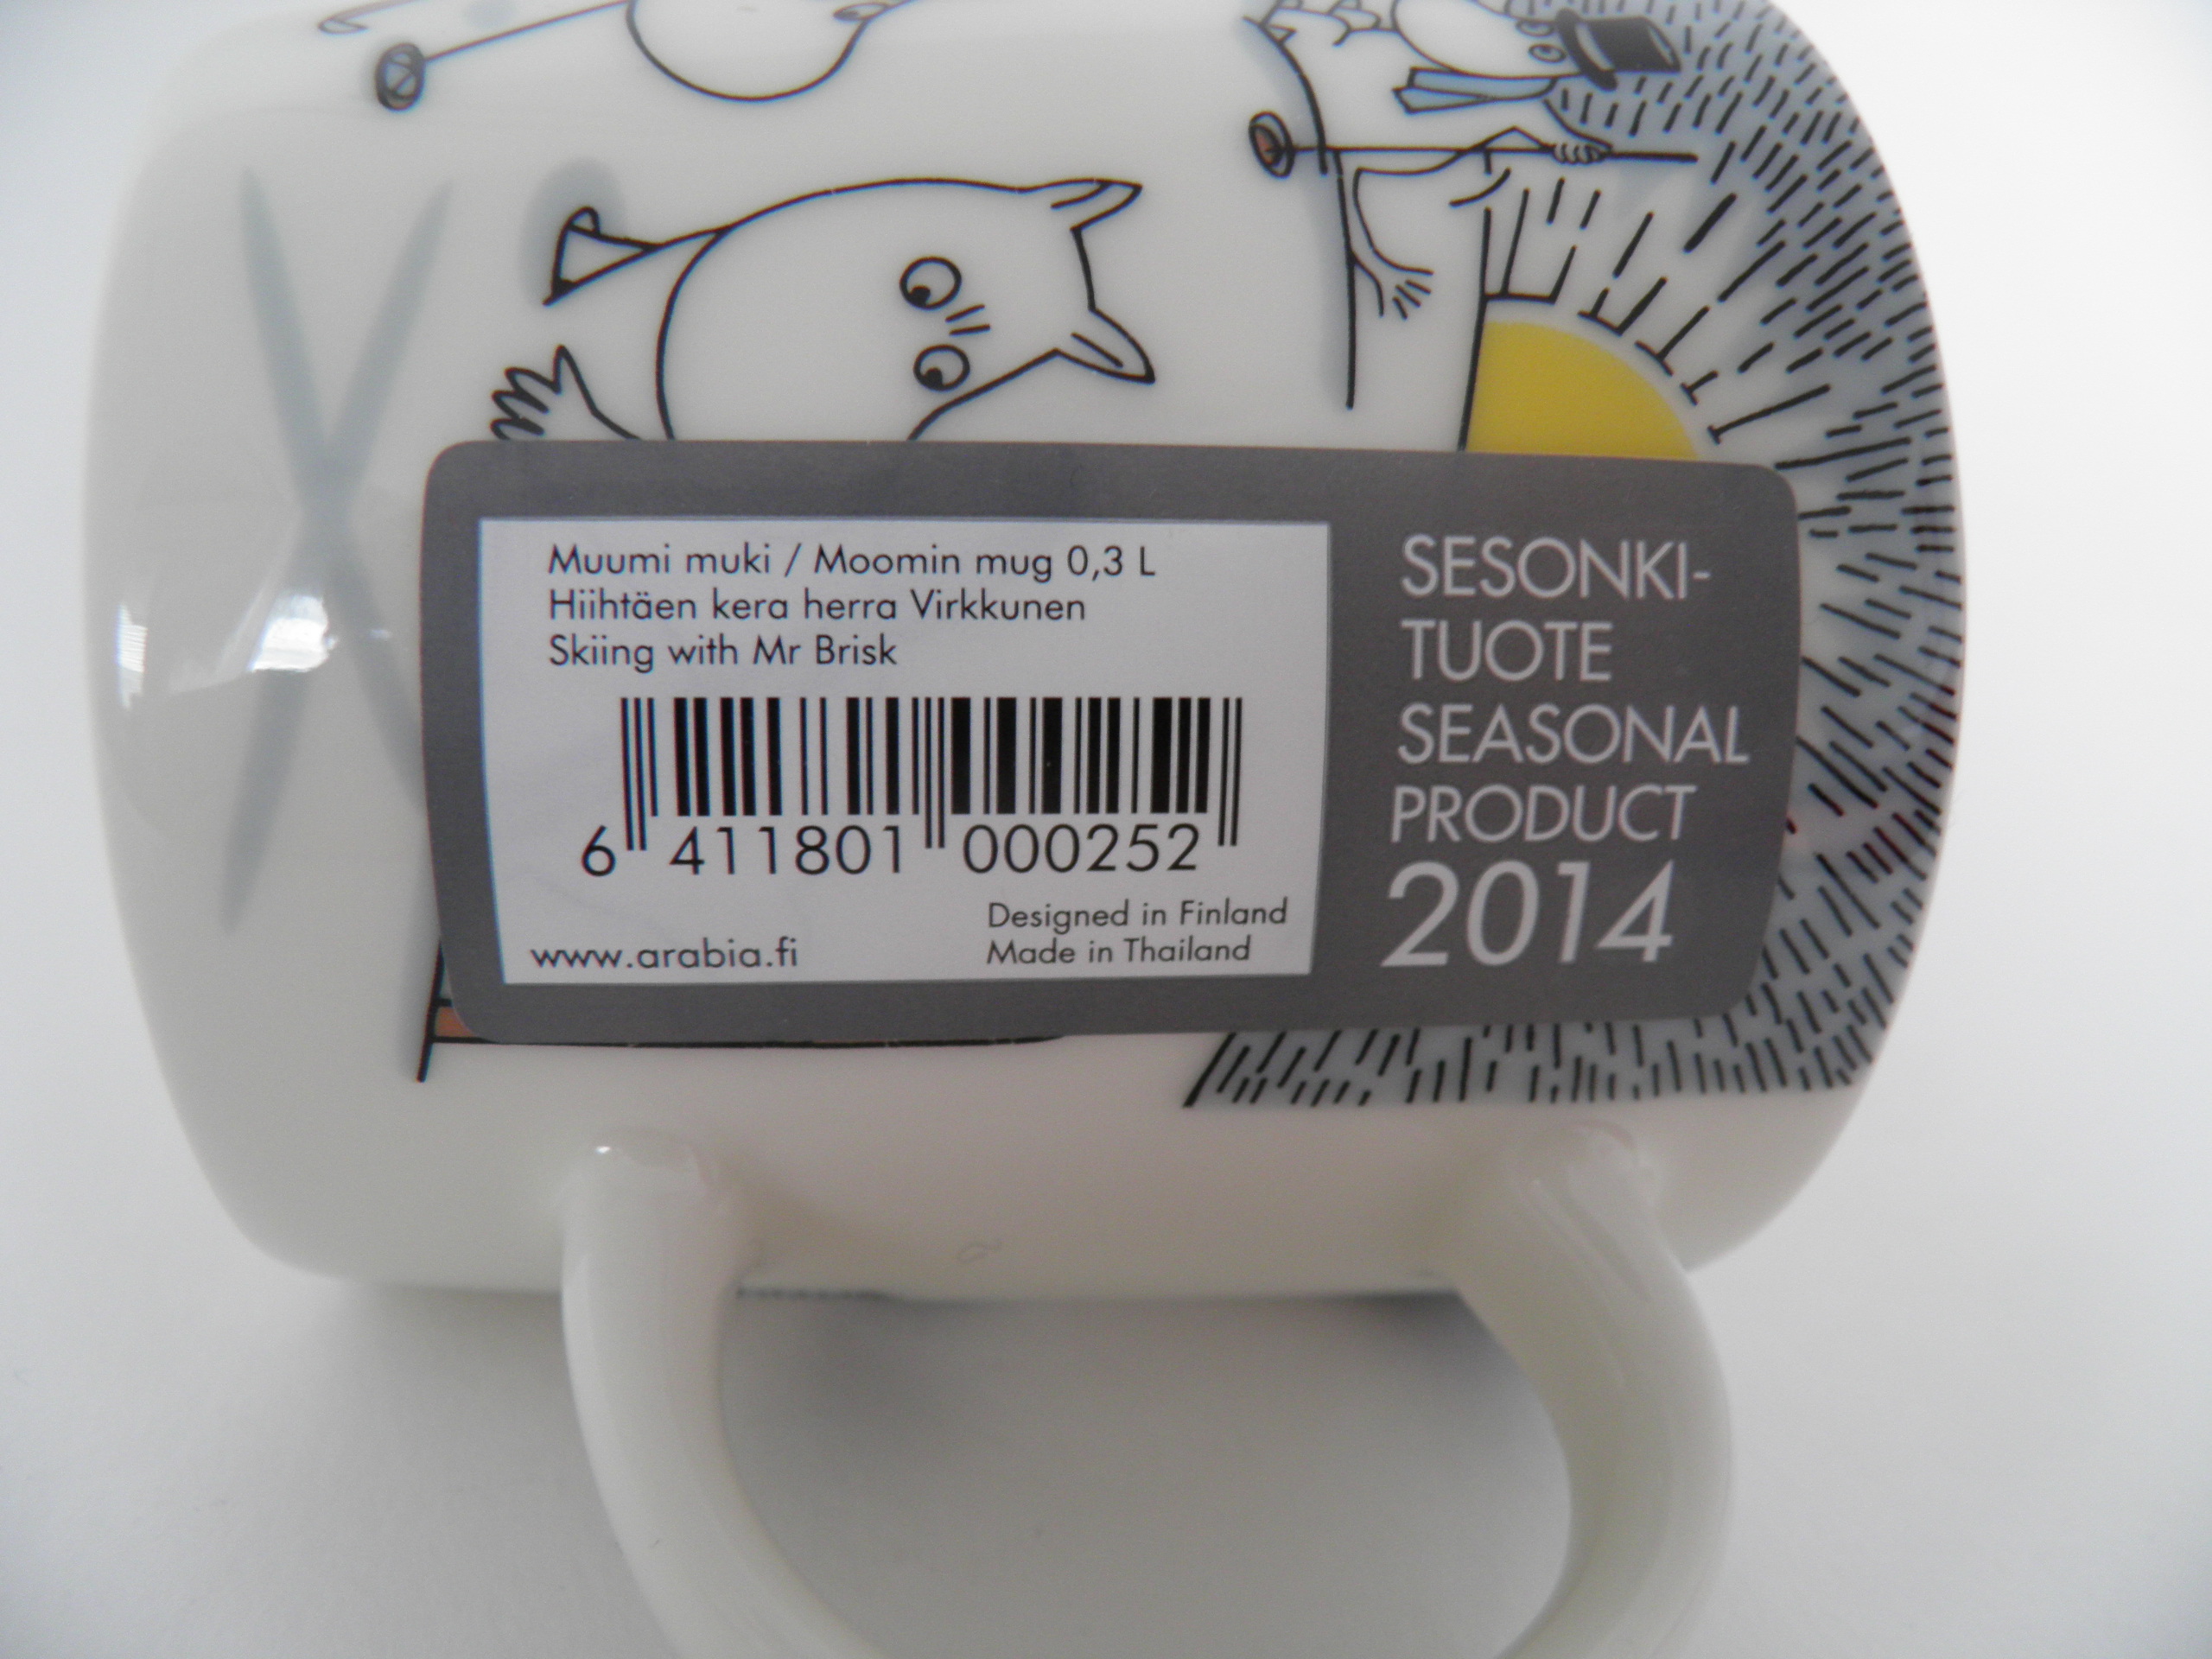 Muumi muki / Moomin mug 0,3 L
Hiihtäen kera herra Virkkunen
Skiing with Mr Brisk
6 411801 000252
Designed in Finland
www.arabia.fi Made in Thailand
SESONKI-
TUOTE
SEASONAL
PRODUCT
2014